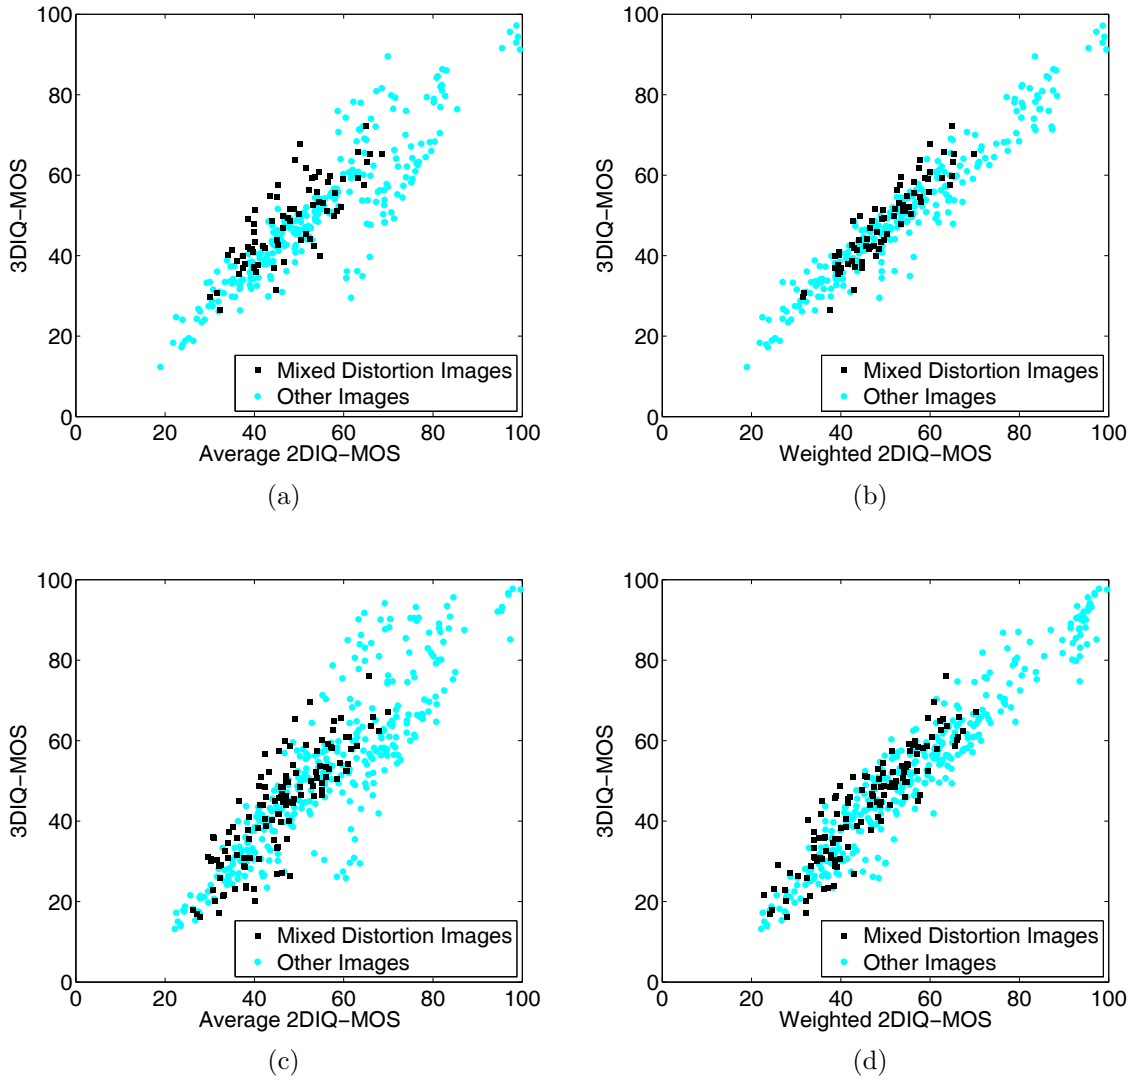 100
80
60
40
20
0
3DIQ−MOS
Mixed Distortion Images
Other Images
0 20 40 60 80 100
Average 2DIQ−MOS
(a)
100
80
60
40
20
0
3DIQ−MOS
Mixed Distortion Images
Other Images
0 20 40 60 80 100
Weighted 2DIQ−MOS
(b)
100
80
60
40
20
0
3DIQ−MOS
Mixed Distortion Images
Other Images
0 20 40 60 80 100
Average 2DIQ−MOS
(c)
100
80
60
40
20
0
3DIQ−MOS
Mixed Distortion Images
Other Images
0 20 40 60 80 100
Weighted 2DIQ−MOS
(d)